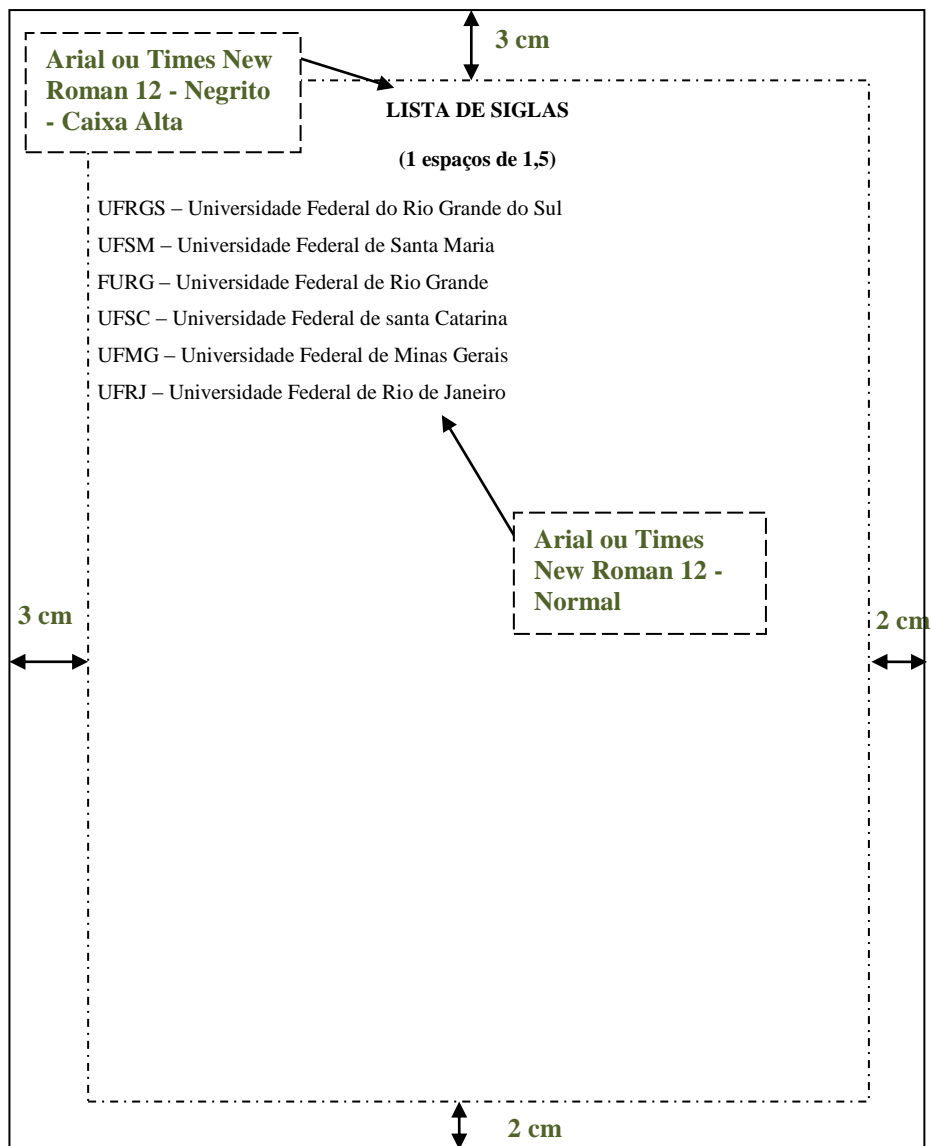 3 cm
Arial ou Times New
Roman 12 - Negrito
- Caixa Alta
LISTA DE SIGLAS
(1 espaços de 1,5)
UFRGS – Universidade Federal do Rio Grande do Sul
UFSM – Universidade Federal de Santa Maria
FURG – Universidade Federal de Rio Grande
UFSC – Universidade Federal de santa Catarina
UFMG – Universidade Federal de Minas Gerais
UFRJ – Universidade Federal de Rio de Janeiro
Arial ou Times
New Roman 12 -
Normal
3 cm
2 cm
2 cm